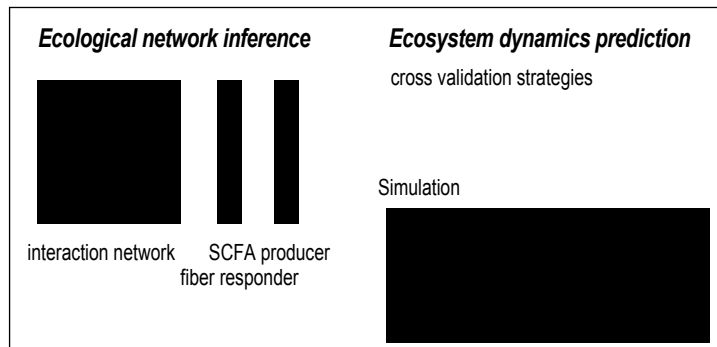 Ecological network inference
interaction network
SCFA producer
fiber responder
Ecosystem dynamics prediction
cross validation strategies
Simulation